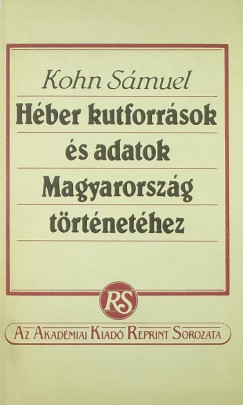 Kohn Sámuel
Héber kutforrások
és adatok
Magyarország
történetéhez
RS
AZ AKADÉMIAI KIADÓ REPRINT SOROZATA